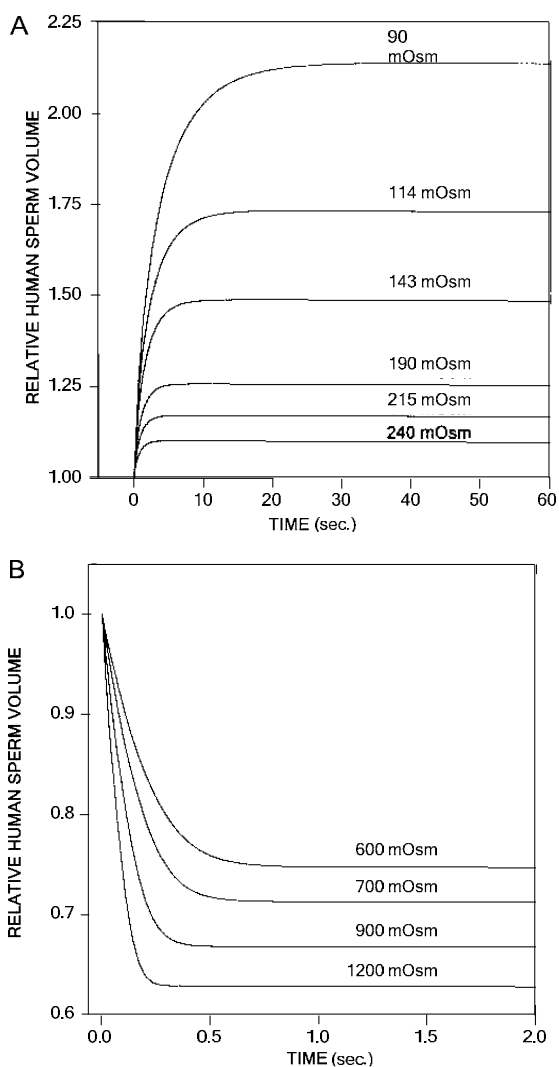 A
2.25
2.00
1.75
1.50
1.25
1.00
RELATIVE HUMAN SPERM VOLUME
90
mOsm
114 mOsm
143 mOsm
190 mOsm
215 mOsm
240 mOsm
0 10 20 30 40 50 60
TIME (sec.)
B
1.0
0.9
0.8
0.7
0.6
RELATIVE HUMAN SPERM VOLUME
600 mOsm
700 mOsm
900 mOsm
1200 mOsm
0.0 0.5 1.0 1.5 2.0
TIME (sec.)